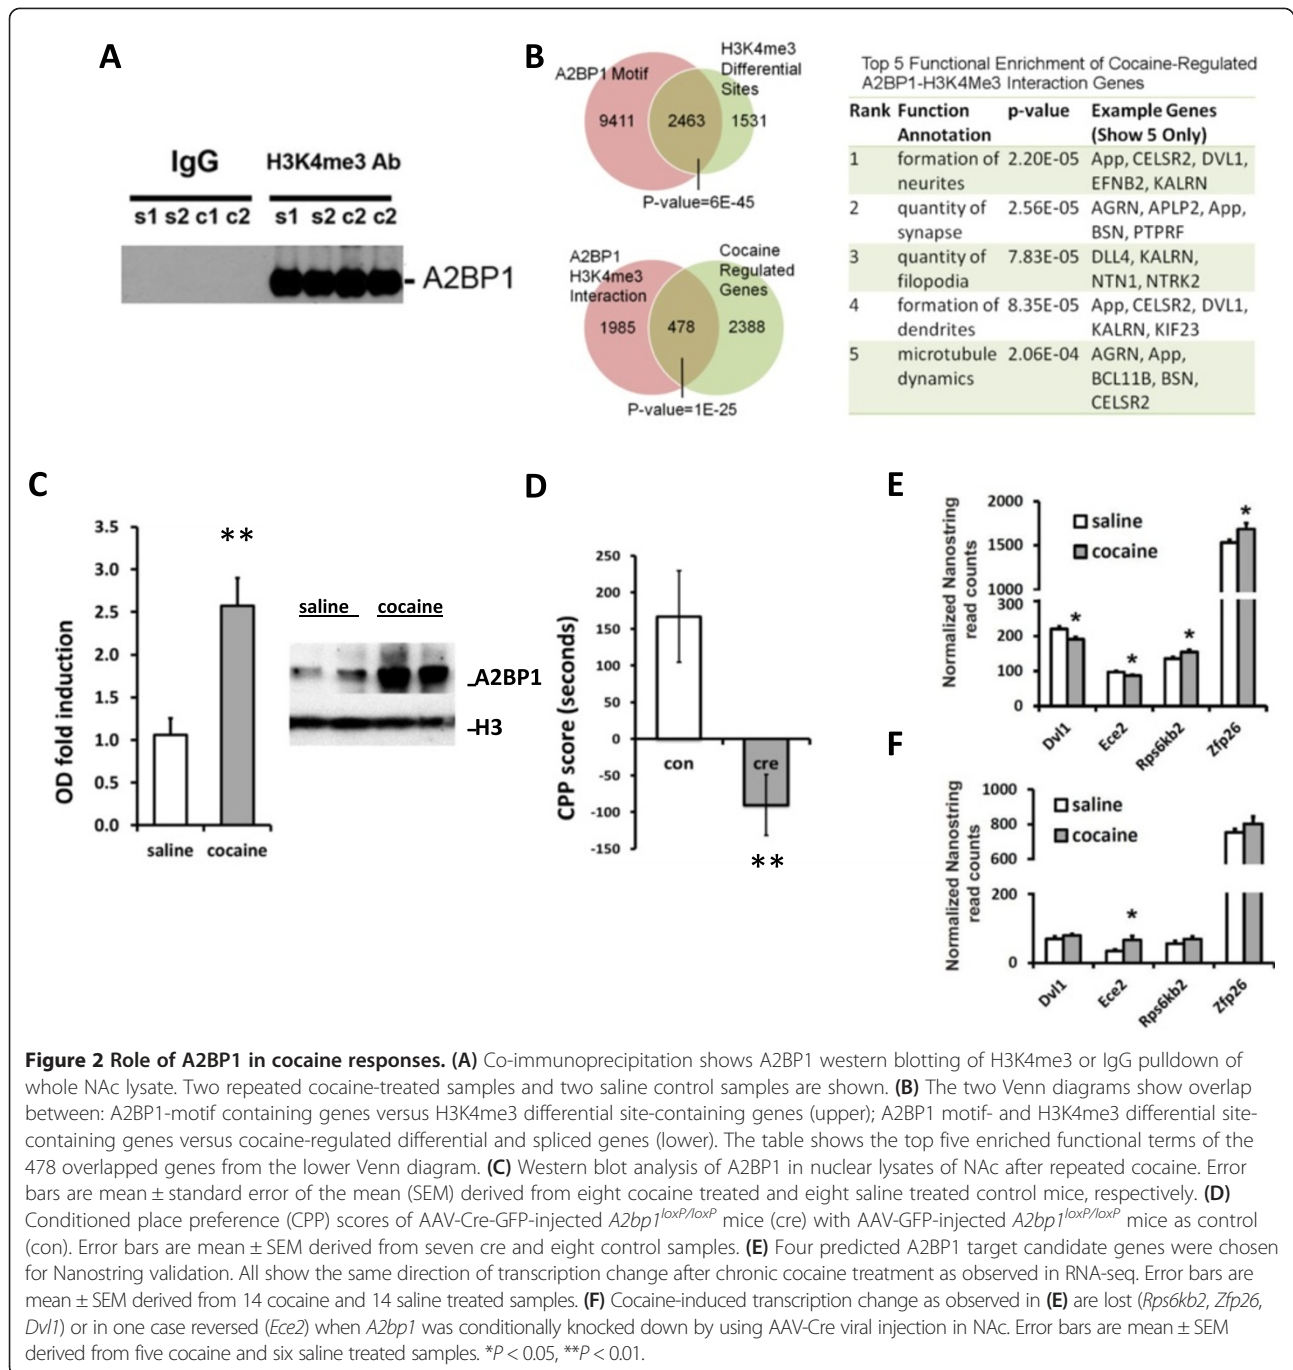 A
IgG
H3K4me3 Ab
s1 s2 c1 c2
s1 s2 c2 c2
A2BP1
B
A2BP1 Motif
H3K4me3
Differential
Sites
9411
2463
1531
P-value=6E-45
A2BP1
H3K4me3
Interaction
Cocaine
Regulated
Genes
1985
478
2388
P-value=1E-25
Top 5 Functional Enrichment of Cocaine-Regulated
A2BP1-H3K4Me3 Interaction Genes
Rank Function p-value Example Genes
Annotation (Show 5 Only)
1 formation of 2.20E-05 App, CELSR2, DVL1,
neurites EFNB2, KALRN
2 quantity of 2.56E-05 AGRN, APLP2, App,
synapse BSN, PTPRF
3 quantity of 7.83E-05 DLL4, KALRN,
filopodia NTN1, NTRK2
4 formation of 8.35E-05 App, CELSR2, DVL1,
dendrites KALRN, KIF23
5 microtubule 2.06E-04 AGRN, App,
dynamics BCL11B, BSN,
CELSR2
C
OD fold induction
3.5
3.0
2.5
2.0
1.5
1.0
0.5
0.0
**
saline cocaine
saline cocaine
A2BP1
H3
D
CPP score (seconds)
250
200
150
100
50
0
-50
-100
-150
con
cre
**
E
Normalized Nanostring
read counts
2000
1500
1000
300
200
100
0
saline
cocaine
* * * *
Dvl1
Ece2
Rps6kb2
Zfp26
F
Normalized Nanostring
read counts
1000
800
600
200
0
saline
cocaine
*
Dvl1
Ece2
Rps6kb2
Zfp26
Figure 2 Role of A2BP1 in cocaine responses. (A) Co-immunoprecipitation shows A2BP1 western blotting of H3K4me3 or IgG pulldown of
whole NAc lysate. Two repeated cocaine-treated samples and two saline control samples are shown. (B) The two Venn diagrams show overlap
between: A2BP1-motif containing genes versus H3K4me3 differential site-containing genes (upper); A2BP1 motif- and H3K4me3 differential site-
containing genes versus cocaine-regulated differential and spliced genes (lower). The table shows the top five enriched functional terms of the
478 overlapped genes from the lower Venn diagram. (C) Western blot analysis of A2BP1 in nuclear lysates of NAc after repeated cocaine. Error
bars are mean ± standard error of the mean (SEM) derived from eight cocaine treated and eight saline treated control mice, respectively. (D)
Conditioned place preference (CPP) scores of AAV-Cre-GFP-injected A2bp1loxP/loxP mice (cre) with AAV-GFP-injected A2bp1loxP/loxP mice as control
(con). Error bars are mean ± SEM derived from seven cre and eight control samples. (E) Four predicted A2BP1 target candidate genes were chosen
for Nanostring validation. All show the same direction of transcription change after chronic cocaine treatment as observed in RNA-seq. Error bars are
mean ± SEM derived from 14 cocaine and 14 saline treated samples. (F) Cocaine-induced transcription change as observed in (E) are lost (Rps6kb2, Zfp26,
Dvl1) or in one case reversed (Ece2) when A2bp1 was conditionally knocked down by using AAV-Cre viral injection in NAc. Error bars are mean ± SEM
derived from five cocaine and six saline treated samples. *P < 0.05, **P < 0.01.